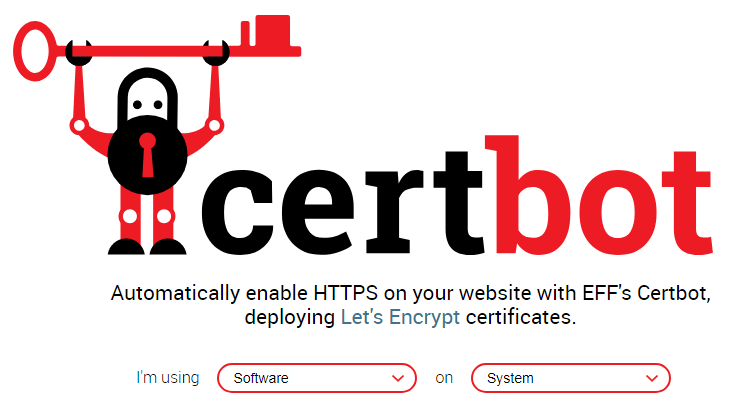 certbot
Automatically enable HTTPS on your website with EFF's Certbot,
deploying Let's Encrypt certificates.
I'm using Software on System